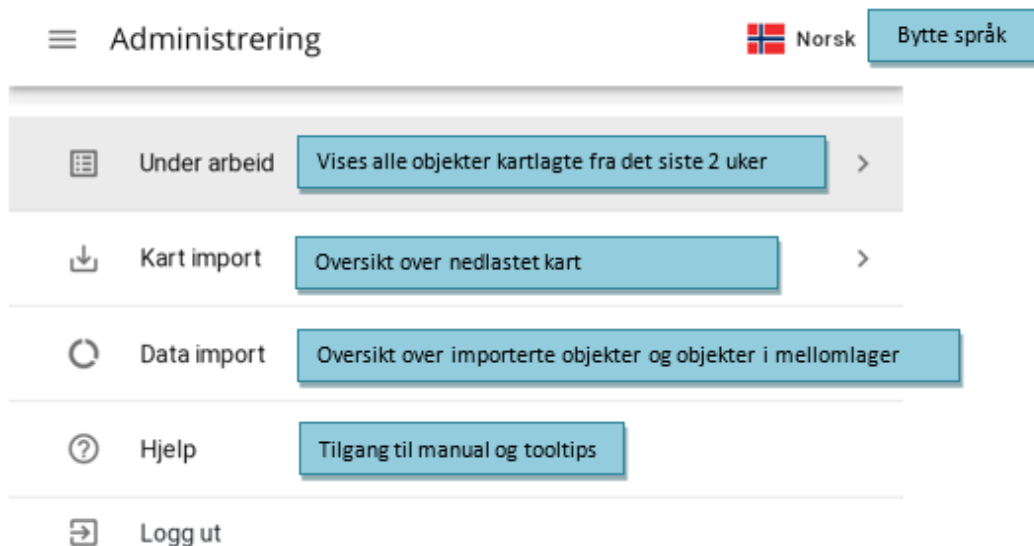 Administrering
Norsk
Bytte språk
Under arbeid
Vises alle objekter kartlagte fra det siste 2 uker
Kart import
Oversikt over nedlastet kart
Data import
Oversikt over importerte objekter og objekter i mellomlager
Hjelp
Tilgang til manual og tooltips
Logg ut